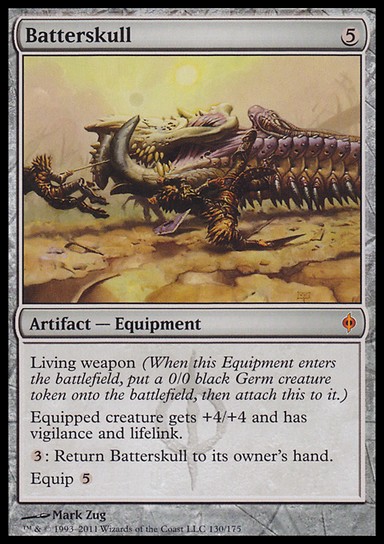 Batterskull 5
Artifact — Equipment
Living weapon (When this Equipment enters
the battlefield, put a 0/0 black Germ creature
token onto the battlefield, then attach this to it.)
Equipped creature gets +4/+4 and has
vigilance and lifelink.
3: Return Batterskull to its owner's hand.
Equip 5
Mark Zug
™ & © 1993–2011 Wizards of the Coast LLC 130/175